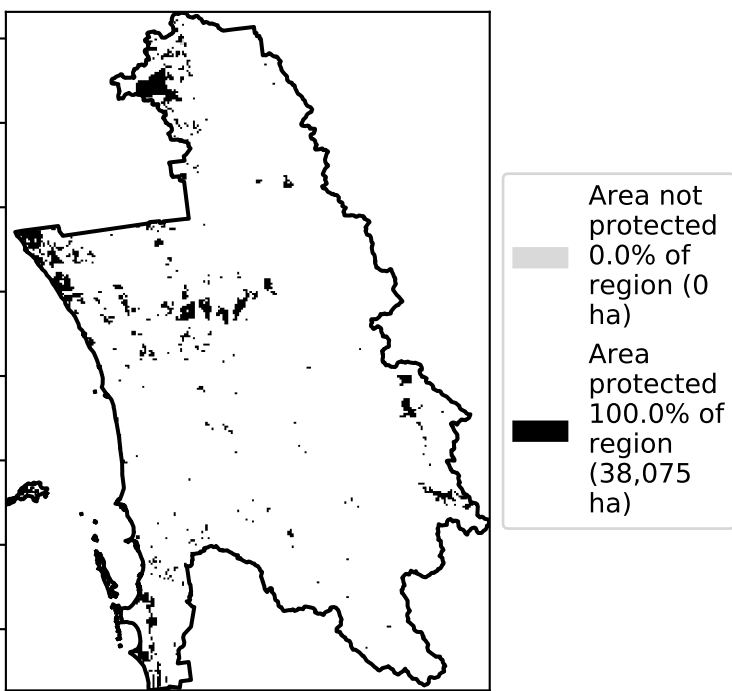 Area not
protected
0.0% of
region (0
ha)
Area
protected
100.0% of
region
(38,075
ha)